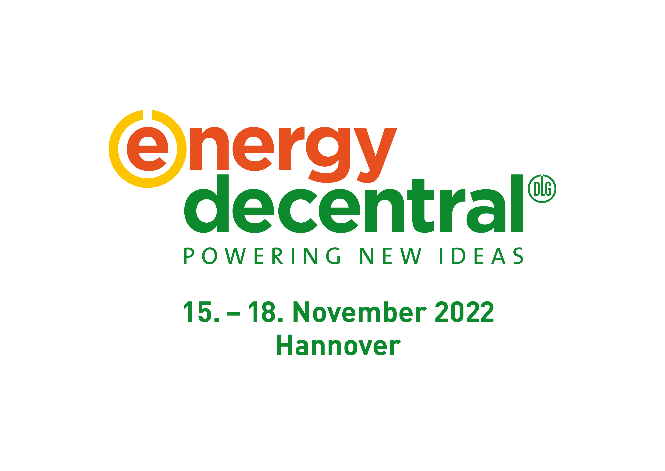 energy
decentral DLG
POWERING NEW IDEAS
15. – 18. November 2022
Hannover